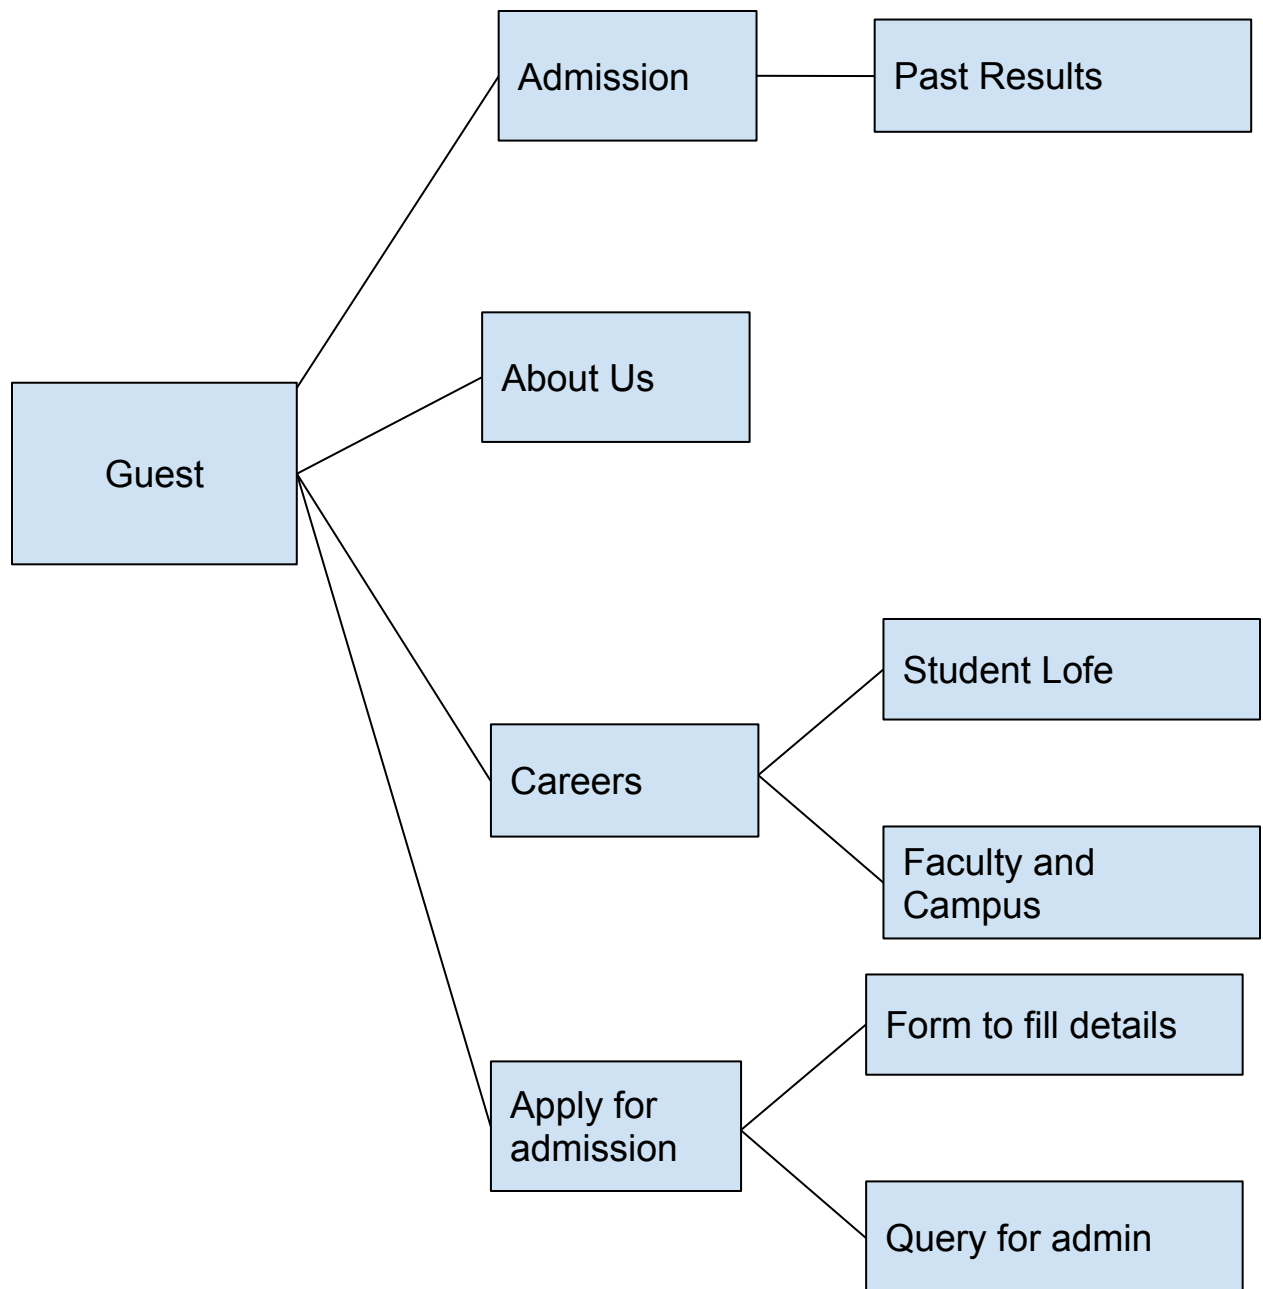 Admission
Past Results
About Us
Guest
Student Lofe
Careers
Faculty and
Campus
Form to fill details
Apply for
admission
Query for admin